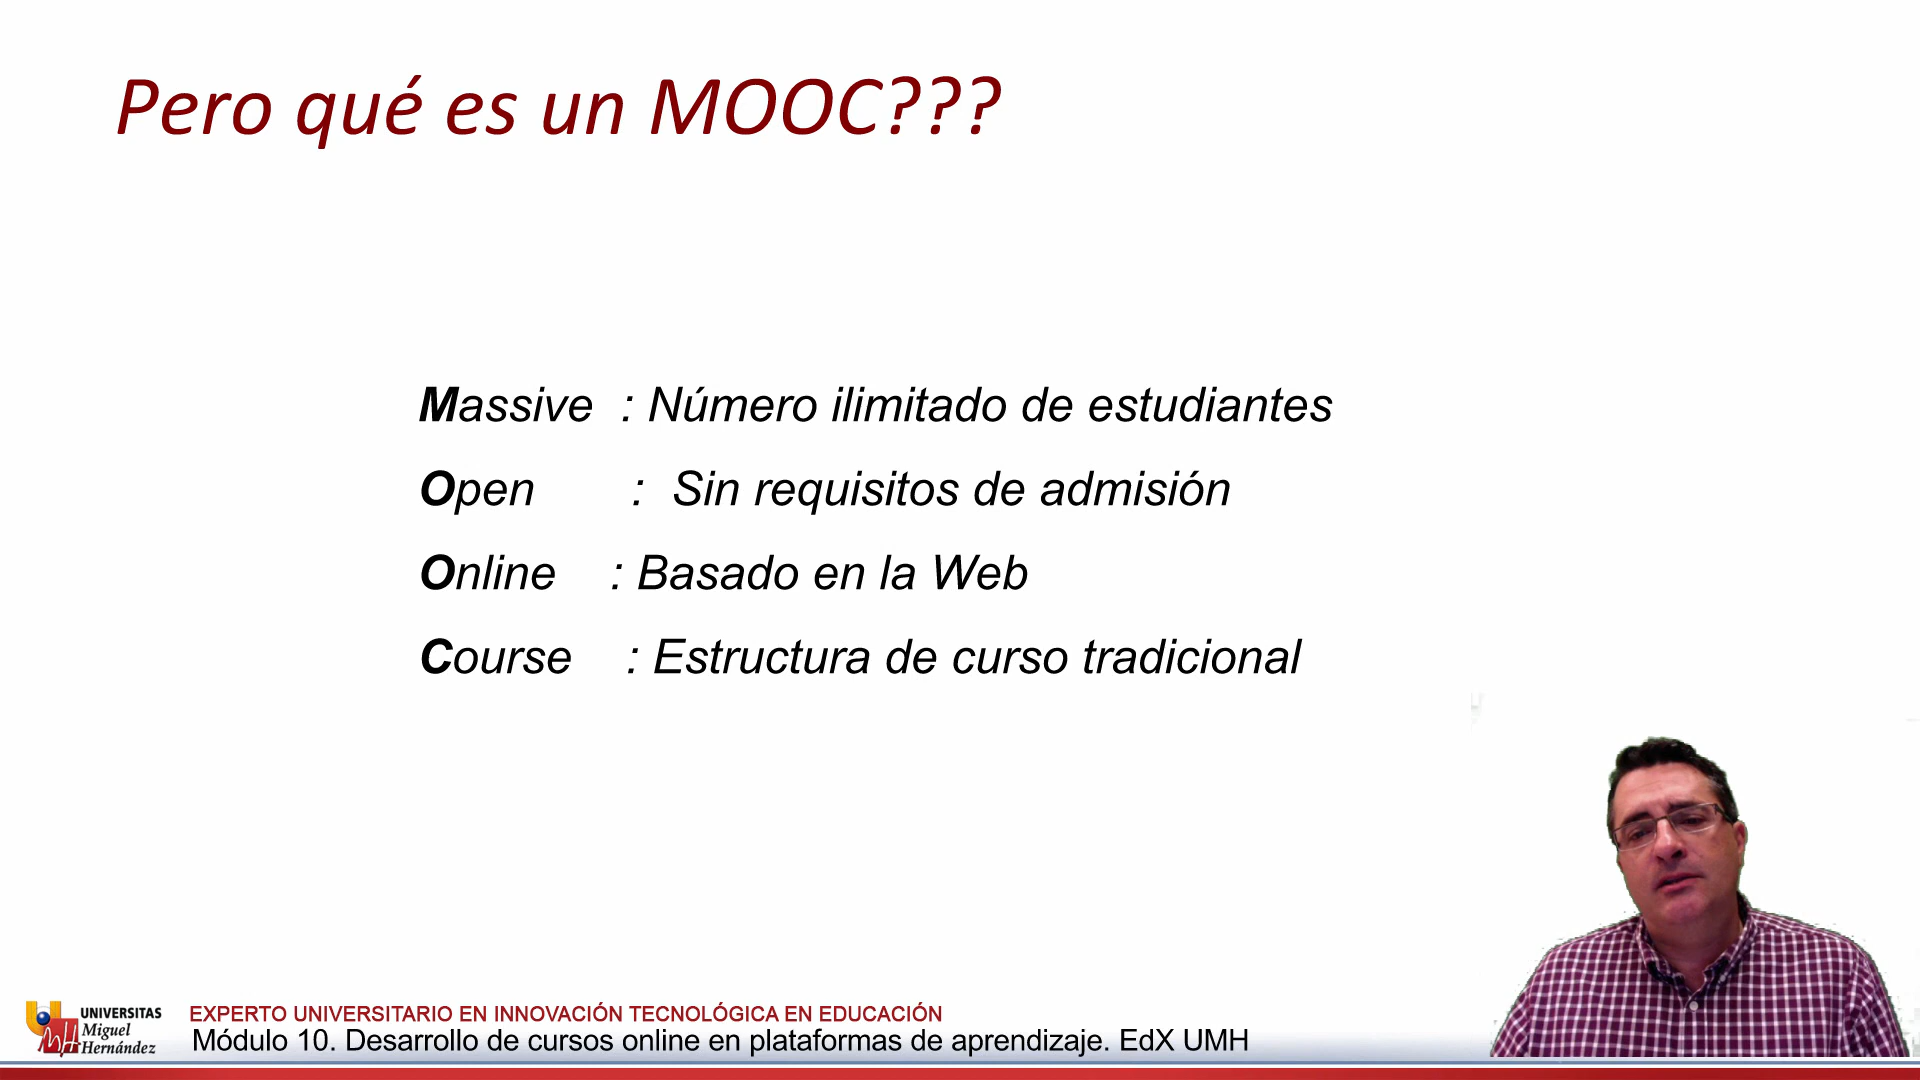 Pero qué es un MOOC???
Massive : Número ilimitado de estudiantes
Open : Sin requisitos de admisión
Online : Basado en la Web
Course : Estructura de curso tradicional
UNIVERSITAS
Miguel
Hernández
EXPERTO UNIVERSITARIO EN INNOVACIÓN TECNOLÓGICA EN EDUCACIÓN
Módulo 10. Desarrollo de cursos online en plataformas de aprendizaje. EdX UMH